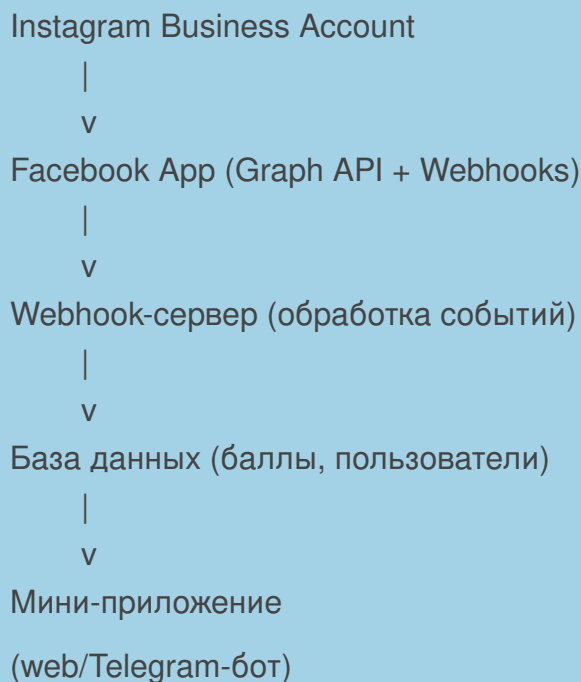 Instagram Business Account
|
v
Facebook App (Graph API + Webhooks)
|
v
Webhook-сервер (обработка событий)
|
v
База данных (баллы, пользователи)
|
v
Мини-приложение
(web/Telegram-бот)